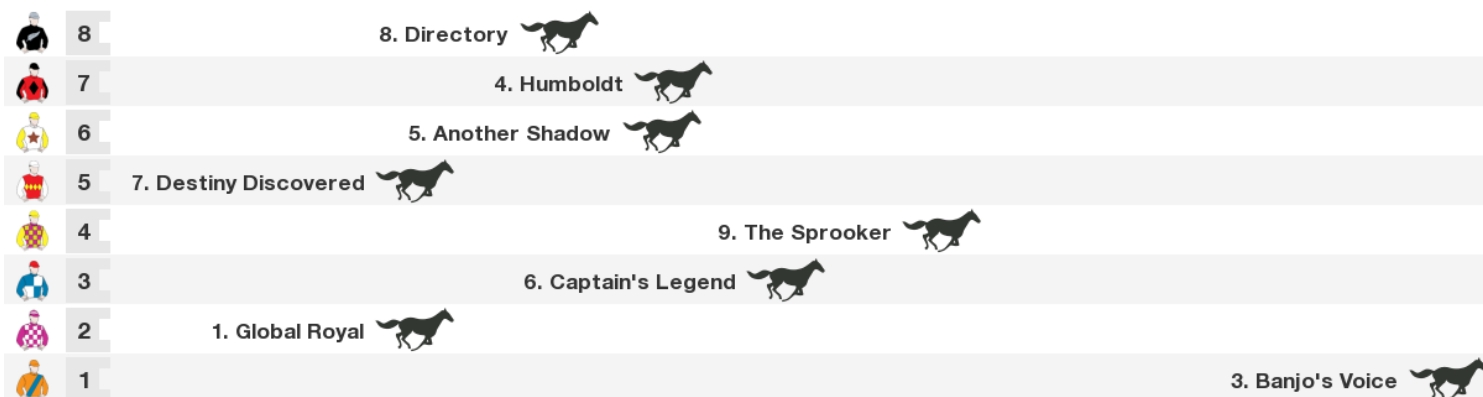 8 8. Directory
7 4. Humboldt
6 5. Another Shadow
5 7. Destiny Discovered
4 9. The Sprooker
3 6. Captain's Legend
2 1. Global Royal
1 3. Banjo's Voice